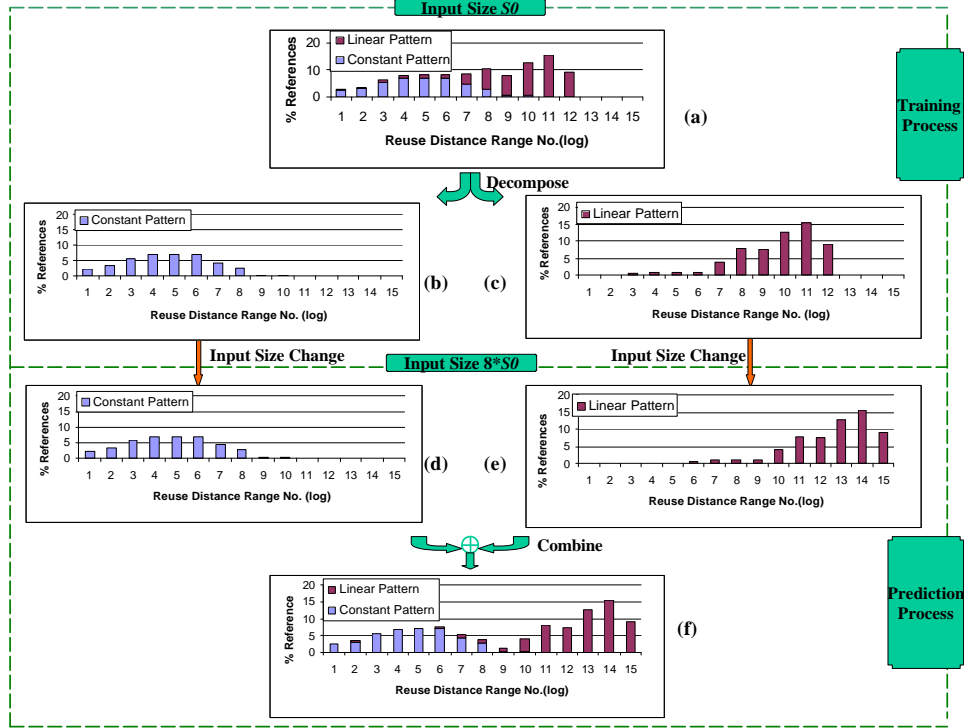 Input Size S0
Linear Pattern
Constant Pattern
20
10
0
% References
1 2 3 4 5 6 7 8 9 10 11 12 13 14 15
Reuse Distance Range No.(log)
(a)
Training
Process
Decompose
Constant Pattern
20
15
10
5
0
% References
1 2 3 4 5 6 7 8 9 10 11 12 13 14 15
Reuse Distance Range No. (log)
(b)
(c)
Linear Pattern
20
15
10
5
0
% References
1 2 3 4 5 6 7 8 9 10 11 12 13 14 15
Reuse Distance Range No. (log)
Input Size Change
Input Size Change
Input Size 8*S0
Constant Pattern
20
15
10
5
0
% References
1 2 3 4 5 6 7 8 9 10 11 12 13 14 15
Reuse Distance Range No. (log)
(d)
(e)
Linear Pattern
20
15
10
5
0
% References
1 2 3 4 5 6 7 8 9 10 11 12 13 14 15
Reuse Distance Range No. (log)
Combine
Linear Pattern
Constant Pattern
20
15
10
5
0
% Reference
1 2 3 4 5 6 7 8 9 10 11 12 13 14 15
Reuse Distance Range No.(log)
(f)
Prediction
Process